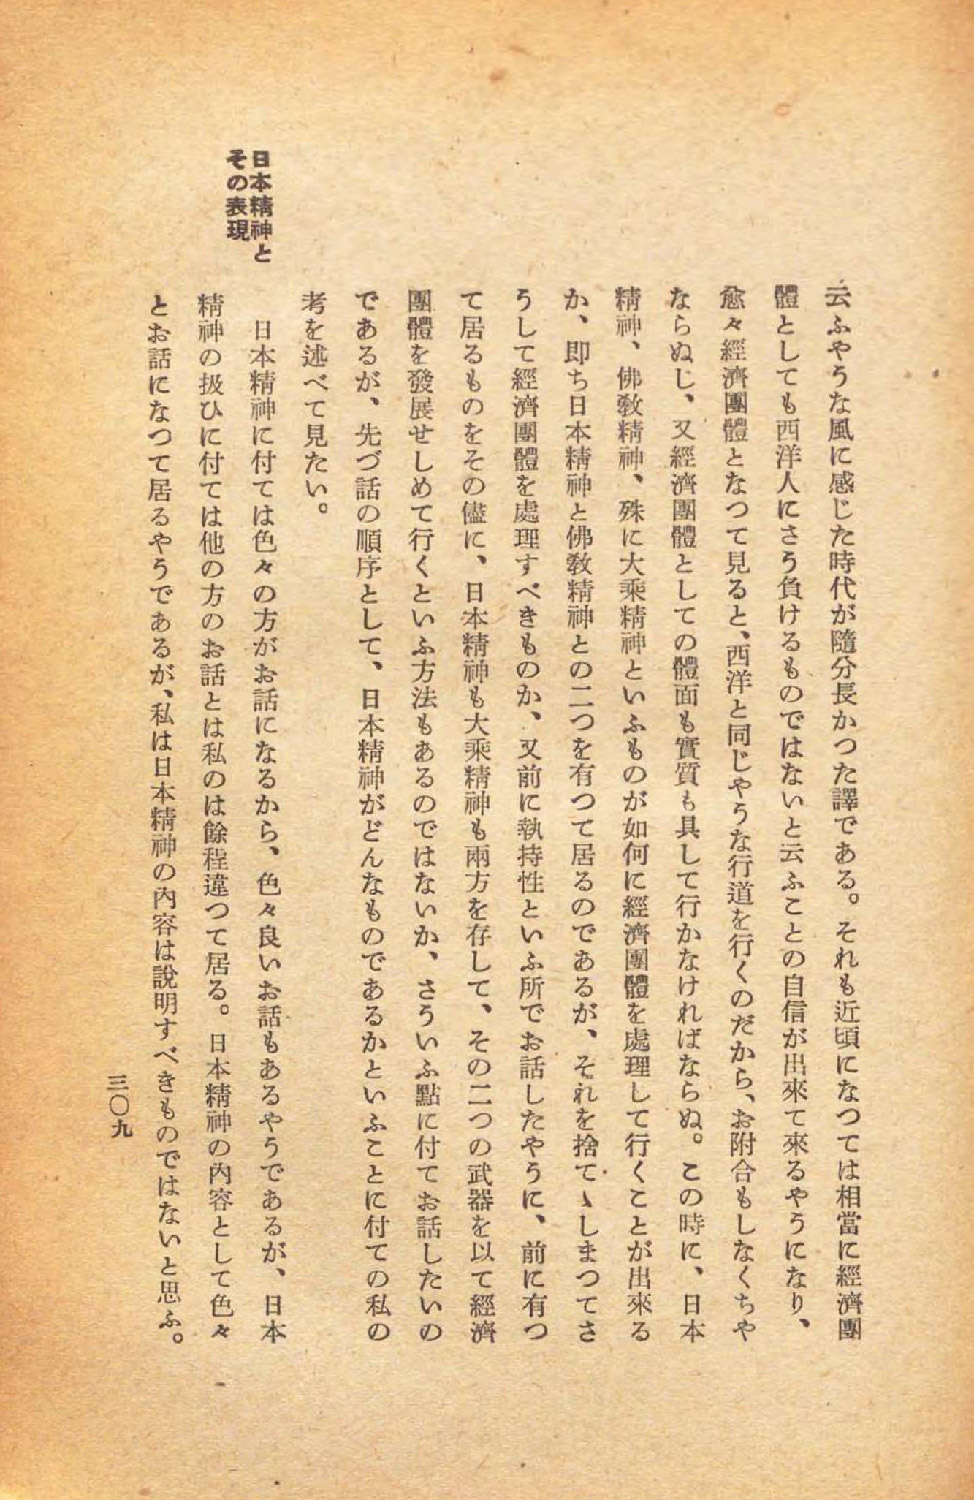 云ふやうな風に感じた時代が隨分長かつた譯である。それも近頃になつては相當に經濟團
體としても西洋人にさう負けるものではないと云ふことの自信が出來て來るやうになり、
愈々經濟團體となつて見ると、西洋と同じやうな行道を行くのだから、お附合もしなくちや
ならぬし、又經濟團體としての體面も實質も具して行かなければならぬ。この時に、日本
精神、佛敎精神、殊に大乘精神といふものが如何に經濟團體を處理して行くことが出來る
か、卽ち日本精神と佛敎精神との二つを有つて居るのであるが、それを捨てゝしまつてさ
うして經濟團體を處理すべきものか、又前に執持性といふ所でお話したやうに、前に有つ
て居るものをその儘に、日本精神も大乘精神も兩方を存して、その二つの武器を以て經濟
團體を發展せしめて行くといふ方法もあるのではないか、さういふ點に付てお話したいの
であるが、先づ話の順序として、日本精神がどんなものであるかといふことに付ての私の
考を述べて見たい。
日本精神と
その表現
日本精神に付ては色々の方がお話になるから、色々良いお話もあるやうであるが、日本
精神の扱ひに付ては他の方のお話とは私のは餘程違つて居る。日本精神の內容として色々
とお話になつて居るやうであるが、私は日本精神の內容は說明すべきものではないと思ふ。
三〇九